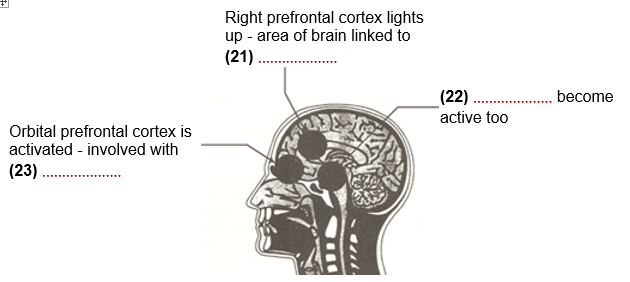 Right prefrontal cortex lights
up - area of brain linked to
(21) .....................
(22) ..................... become
active too
Orbital prefrontal cortex is
activated - involved with
(23) .....................